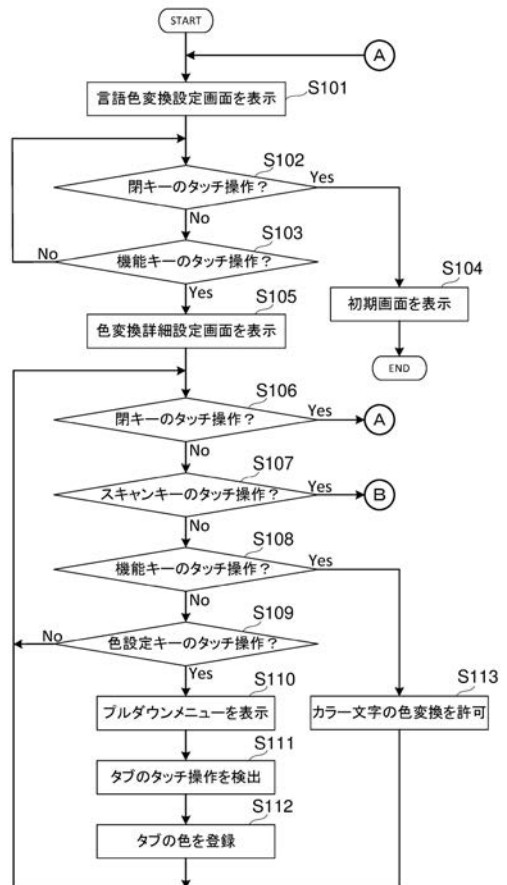 START
A
S101
言語色変換設定画面を表示
S102
閉キーのタッチ操作？
Yes
No
S103
機能キーのタッチ操作？
No
Yes
S104
初期画面を表示
END
S105
色変換詳細設定画面を表示
S106
閉キーのタッチ操作？
Yes
A
No
S107
スキャンキーのタッチ操作？
Yes
B
No
S108
機能キーのタッチ操作？
Yes
No
S109
色設定キーのタッチ操作？
No
Yes
S110
プルダウンメニューを表示
S113
カラー文字の色変換を許可
S111
タブのタッチ操作を検出
S112
タブの色を登録